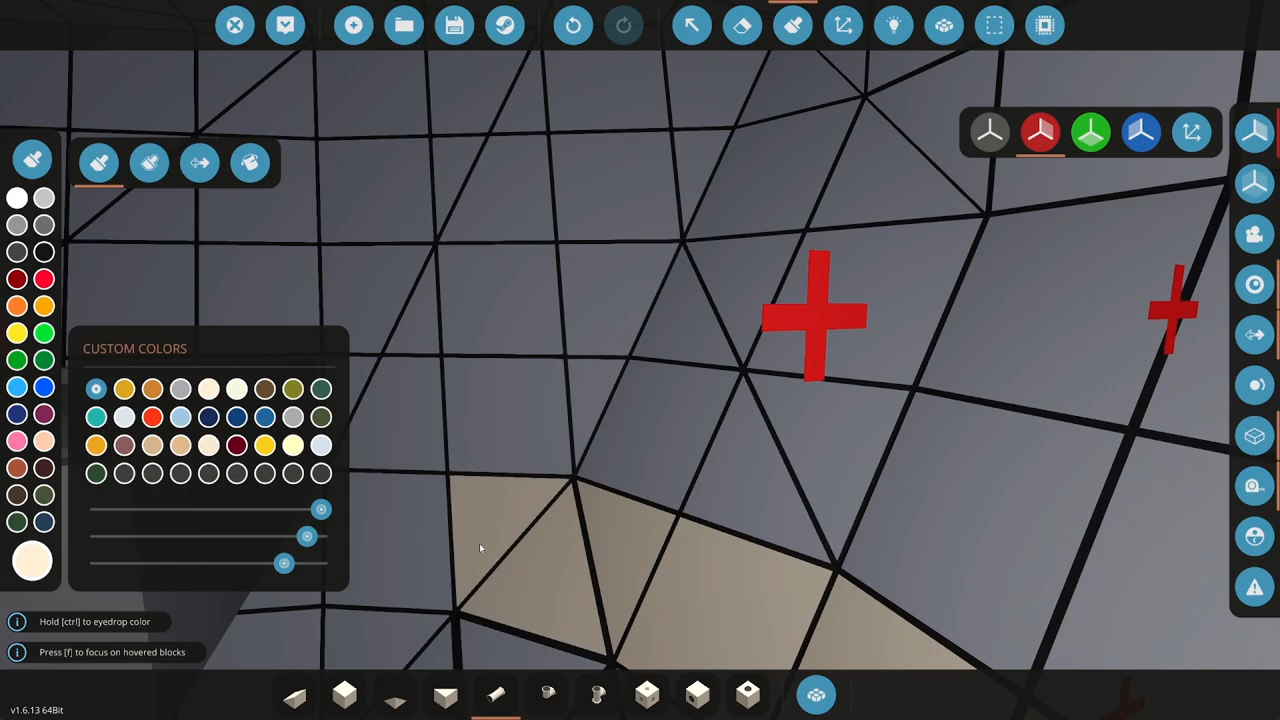 CUSTOM COLORS
Hold [ctrl] to eyedrop color
Press [f] to focus on hovered blocks
v1.6.13 64Bit